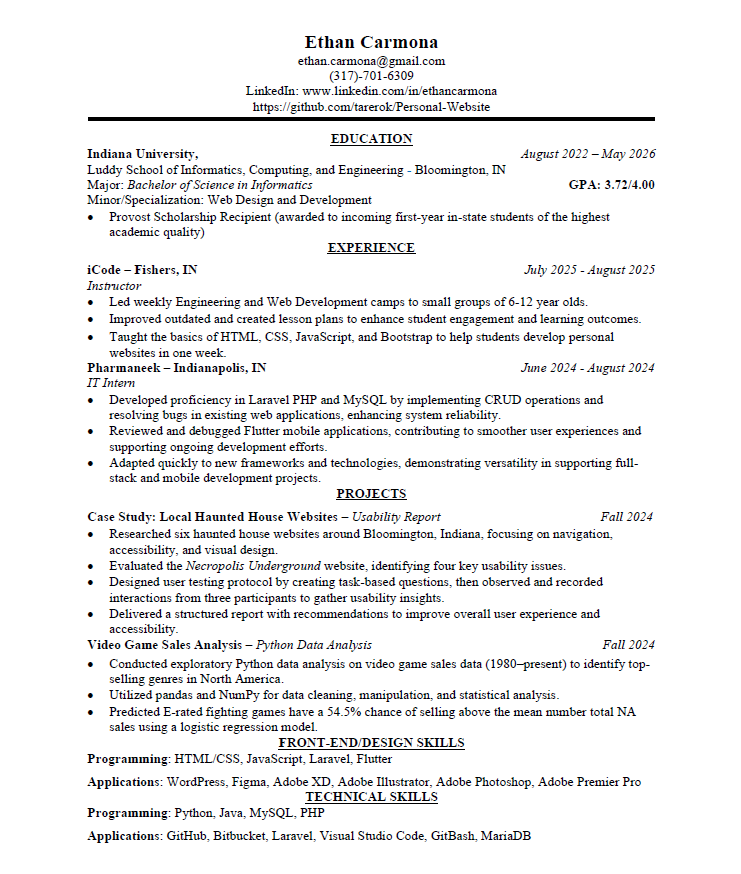 Ethan Carmona
ethan.carmona@gmail.com
(317)-701-6309
LinkedIn: www.linkedin.com/in/ethancarmona
https://github.com/tarerok/Personal-Website
EDUCATION
Indiana University, August 2022 – May 2026
Luddy School of Informatics, Computing, and Engineering - Bloomington, IN
Major: Bachelor of Science in Informatics GPA: 3.72/4.00
Minor/Specialization: Web Design and Development
• Provost Scholarship Recipient (awarded to incoming first-year in-state students of the highest
academic quality)
EXPERIENCE
iCode – Fishers, IN July 2025 - August 2025
Instructor
• Led weekly Engineering and Web Development camps to small groups of 6-12 year olds.
• Improved outdated and created lesson plans to enhance student engagement and learning outcomes.
• Taught the basics of HTML, CSS, JavaScript, and Bootstrap to help students develop personal
websites in one week.
Pharmaneek – Indianapolis, IN June 2024 - August 2024
IT Intern
• Developed proficiency in Laravel PHP and MySQL by implementing CRUD operations and
resolving bugs in existing web applications, enhancing system reliability.
• Reviewed and debugged Flutter mobile applications, contributing to smoother user experiences and
supporting ongoing development efforts.
• Adapted quickly to new frameworks and technologies, demonstrating versatility in supporting full-
stack and mobile development projects.
PROJECTS
Case Study: Local Haunted House Websites – Usability Report Fall 2024
• Researched six haunted house websites around Bloomington, Indiana, focusing on navigation,
accessibility, and visual design.
• Evaluated the Necropolis Underground website, identifying four key usability issues.
• Designed user testing protocol by creating task-based questions, then observed and recorded
interactions from three participants to gather usability insights.
• Delivered a structured report with recommendations to improve overall user experience and
accessibility.
Video Game Sales Analysis – Python Data Analysis Fall 2024
• Conducted exploratory Python data analysis on video game sales data (1980–present) to identify top-
selling genres in North America.
• Utilized pandas and NumPy for data cleaning, manipulation, and statistical analysis.
• Predicted E-rated fighting games have a 54.5% chance of selling above the mean number total NA
sales using a logistic regression model.
FRONT-END/DESIGN SKILLS
Programming: HTML/CSS, JavaScript, Laravel, Flutter
Applications: WordPress, Figma, Adobe XD, Adobe Illustrator, Adobe Photoshop, Adobe Premier Pro
TECHNICAL SKILLS
Programming: Python, Java, MySQL, PHP
Applications: GitHub, Bitbucket, Laravel, Visual Studio Code, GitBash, MariaDB